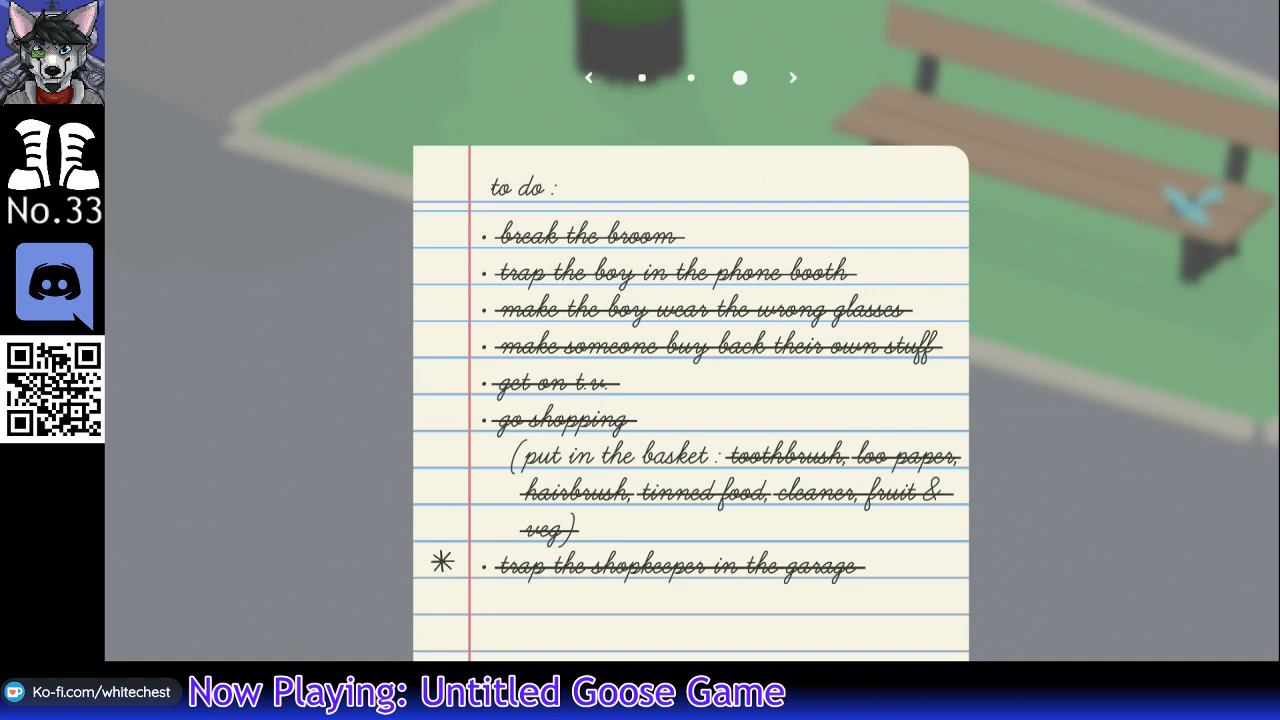 No.33
to do :
· break the broom
· trap the boy in the phone booth
· make the boy wear the wrong glasses
· make someone buy back their own stuff
· get on t.v.
· go shopping
(put in the basket : toothbrush, loo paper,
hairbrush, tinned food, cleaner, fruit &
veg)
· trap the shopkeeper in the garage
Ko-fi.com/whitechest
Now Playing: Untitled Goose Game